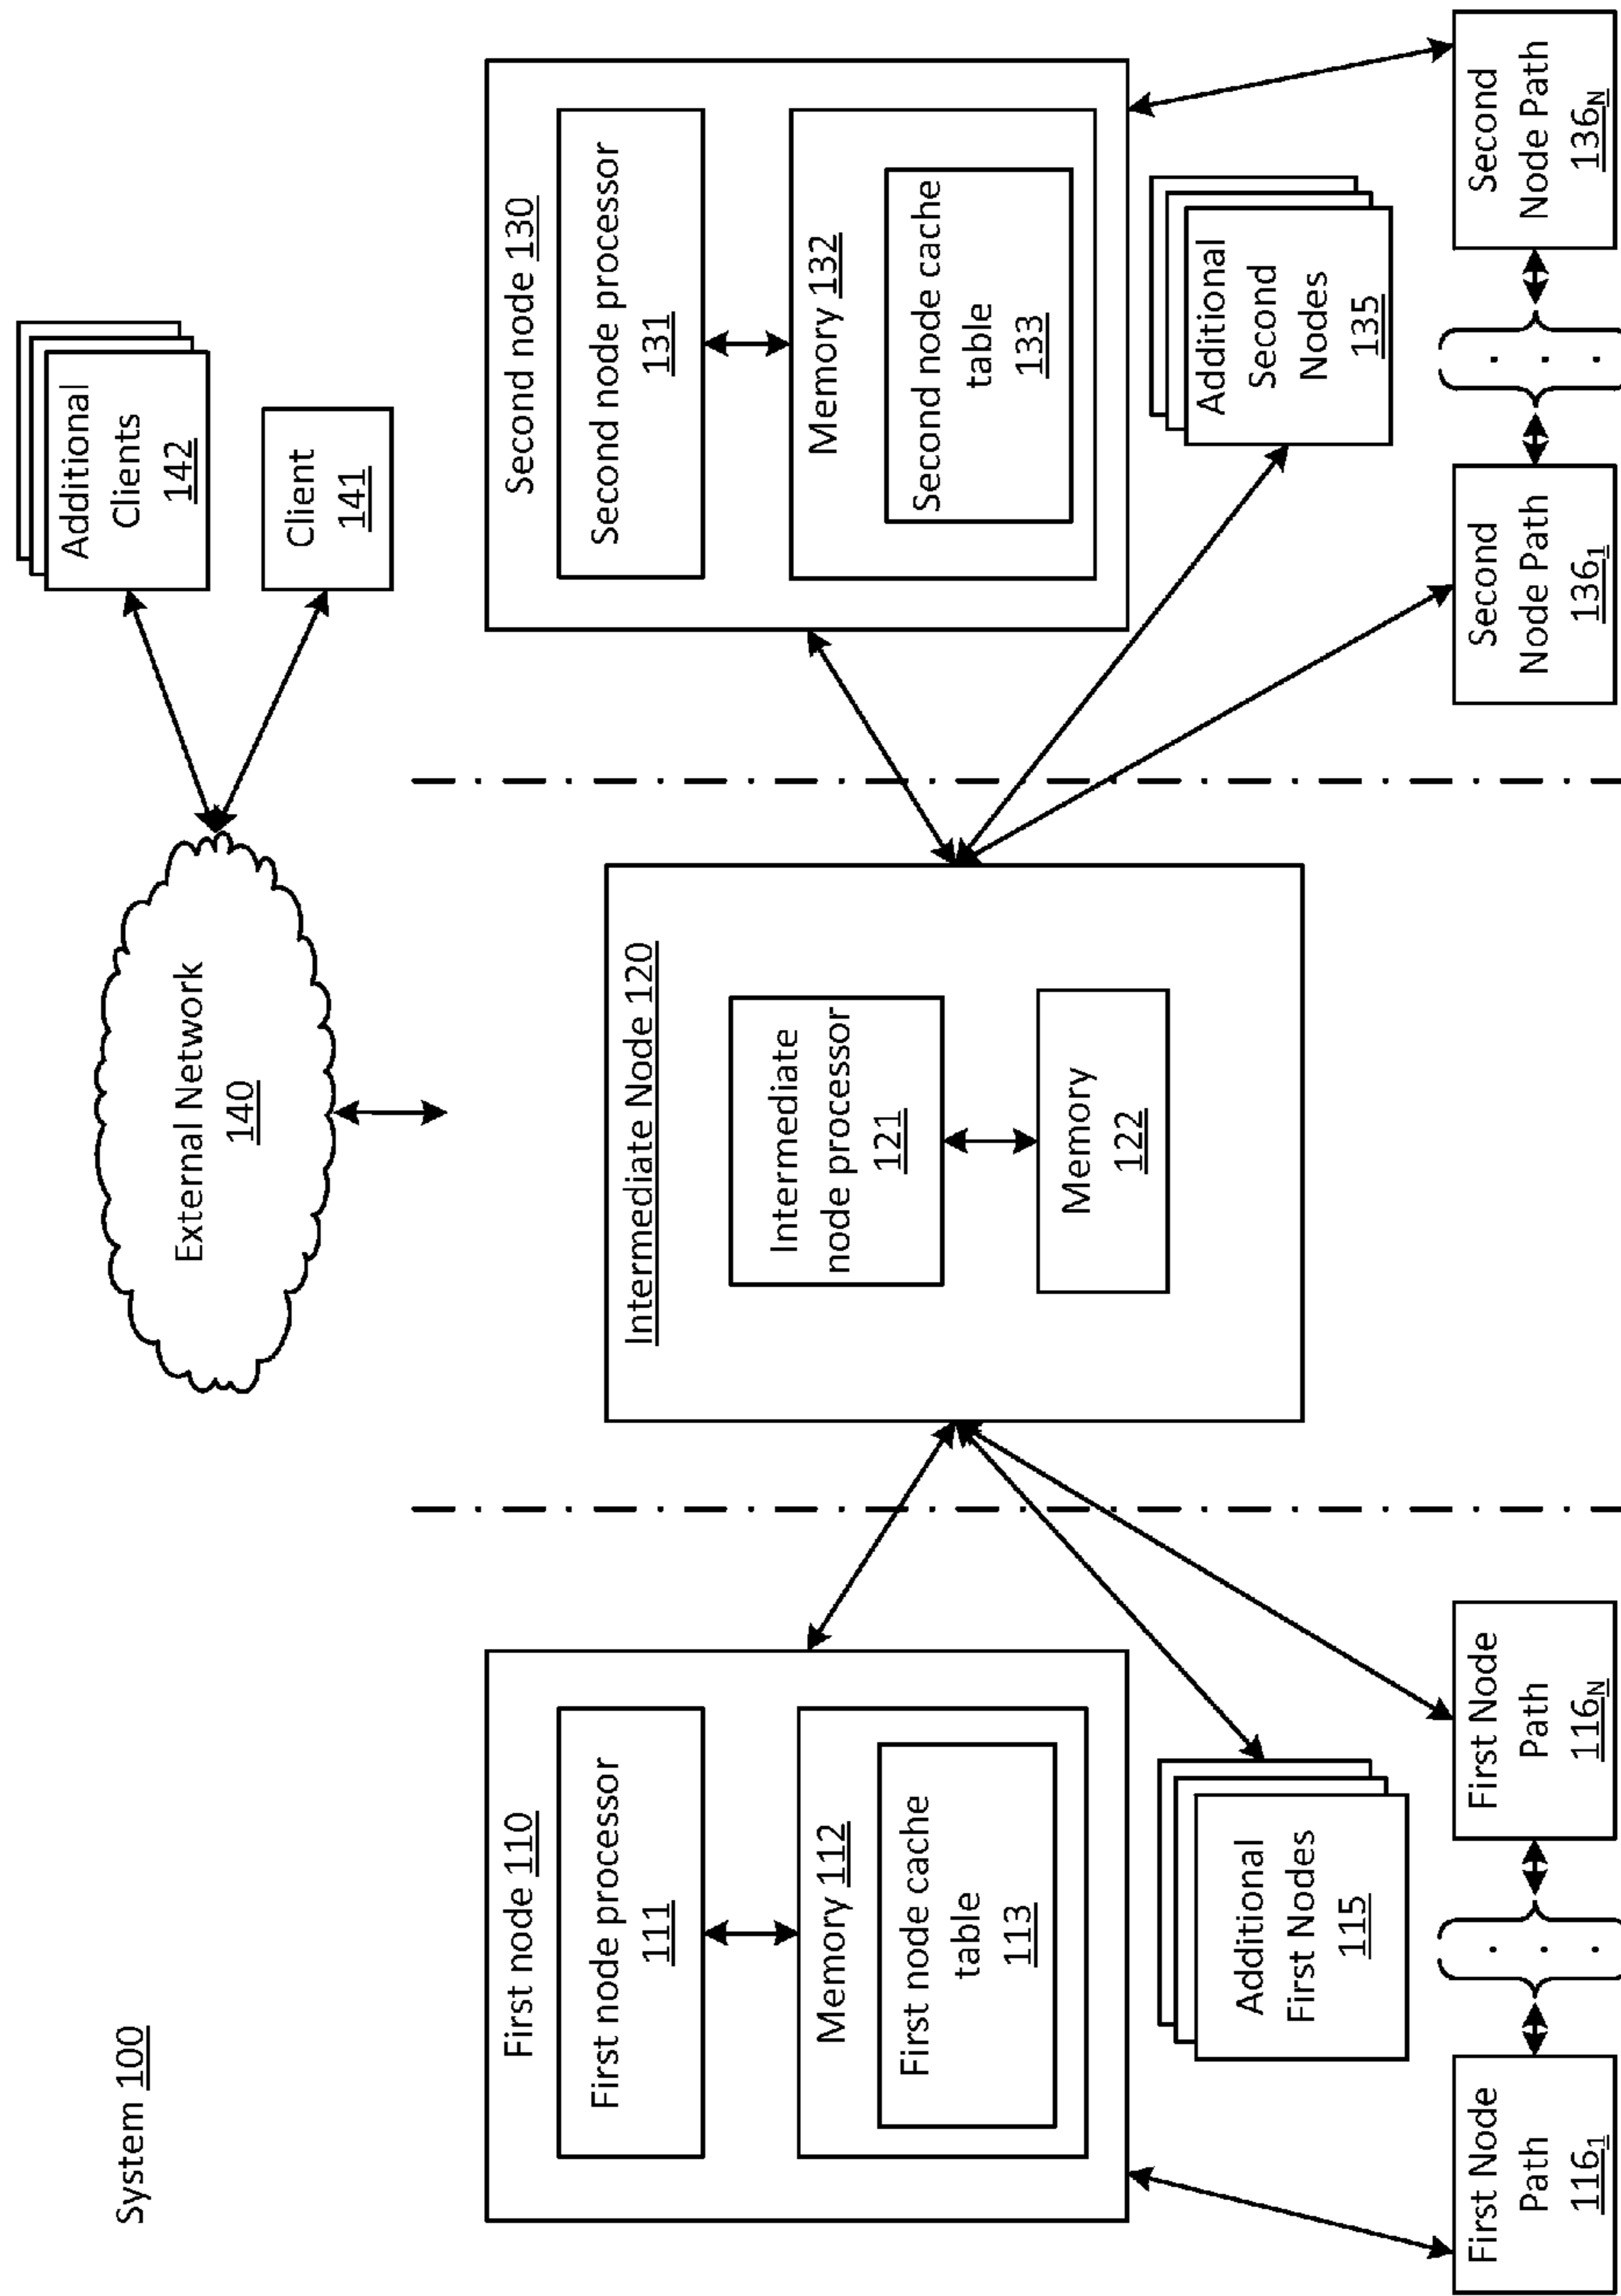 System 100
External Network
140
Additional
Clients
142
Client
141
First node 110
First node processor
111
Memory 112
First node cache
table
113
Additional
First Nodes
115
First Node
Path
116₁
First Node
Path
116N
Intermediate Node 120
Intermediate
node processor
121
Memory
122
Second node 130
Second node processor
131
Memory 132
Second node cache
table
133
Additional
Second
Nodes
135
Second
Node Path
136₁
Second
Node Path
136N